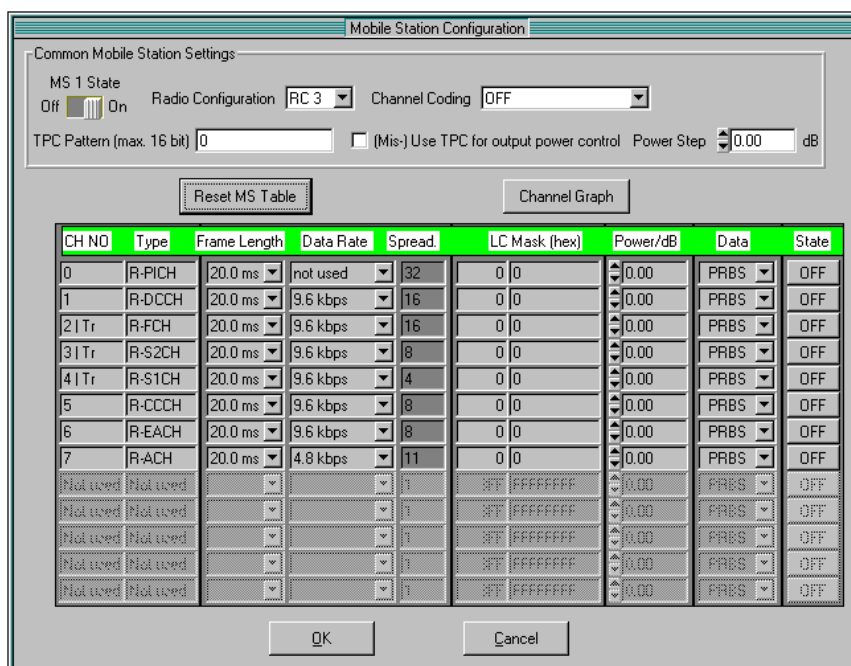 Mobile Station Configuration
Common Mobile Station Settings
MS 1 State
Off On Radio Configuration RC 3 Channel Coding OFF
TPC Pattern (max. 16 bit) 0 (Mis-) Use TPC for output power control Power Step 0.00 dB
Reset MS Table Channel Graph
CH NO Type Frame Length Data Rate Spread. LC Mask (hex) Power/dB Data State
0 R-PICH 20.0 ms not used 32 0 0 0.00 PRBS OFF
1 R-DCCH 20.0 ms 9.6 kbps 16 0 0 0.00 PRBS OFF
2 | Tr R-FCH 20.0 ms 9.6 kbps 16 0 0 0.00 PRBS OFF
3 | Tr R-S2CH 20.0 ms 9.6 kbps 8 0 0 0.00 PRBS OFF
4 | Tr R-S1CH 20.0 ms 9.6 kbps 4 0 0 0.00 PRBS OFF
5 R-CCCH 20.0 ms 9.6 kbps 8 0 0 0.00 PRBS OFF
6 R-EACH 20.0 ms 9.6 kbps 8 0 0 0.00 PRBS OFF
7 R-ACH 20.0 ms 4.8 kbps 11 0 0 0.00 PRBS OFF
Not used Not used 1 3FF FFFFFFFF 0.00 PRBS OFF
Not used Not used 1 3FF FFFFFFFF 0.00 PRBS OFF
Not used Not used 1 3FF FFFFFFFF 0.00 PRBS OFF
Not used Not used 1 3FF FFFFFFFF 0.00 PRBS OFF
Not used Not used 1 3FF FFFFFFFF 0.00 PRBS OFF
OK Cancel